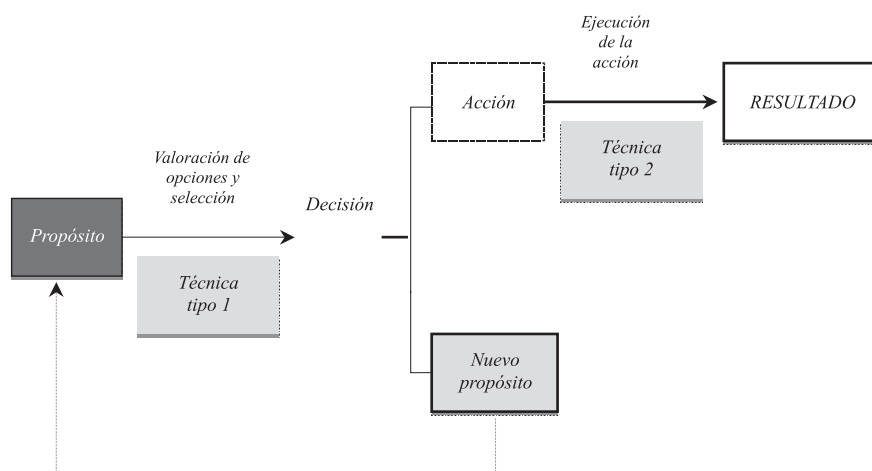 Propósito
Valoración de
opciones y
selección
Técnica
tipo 1
Decisión
Acción
Ejecución
de la
acción
Técnica
tipo 2
RESULTADO
Nuevo
propósito